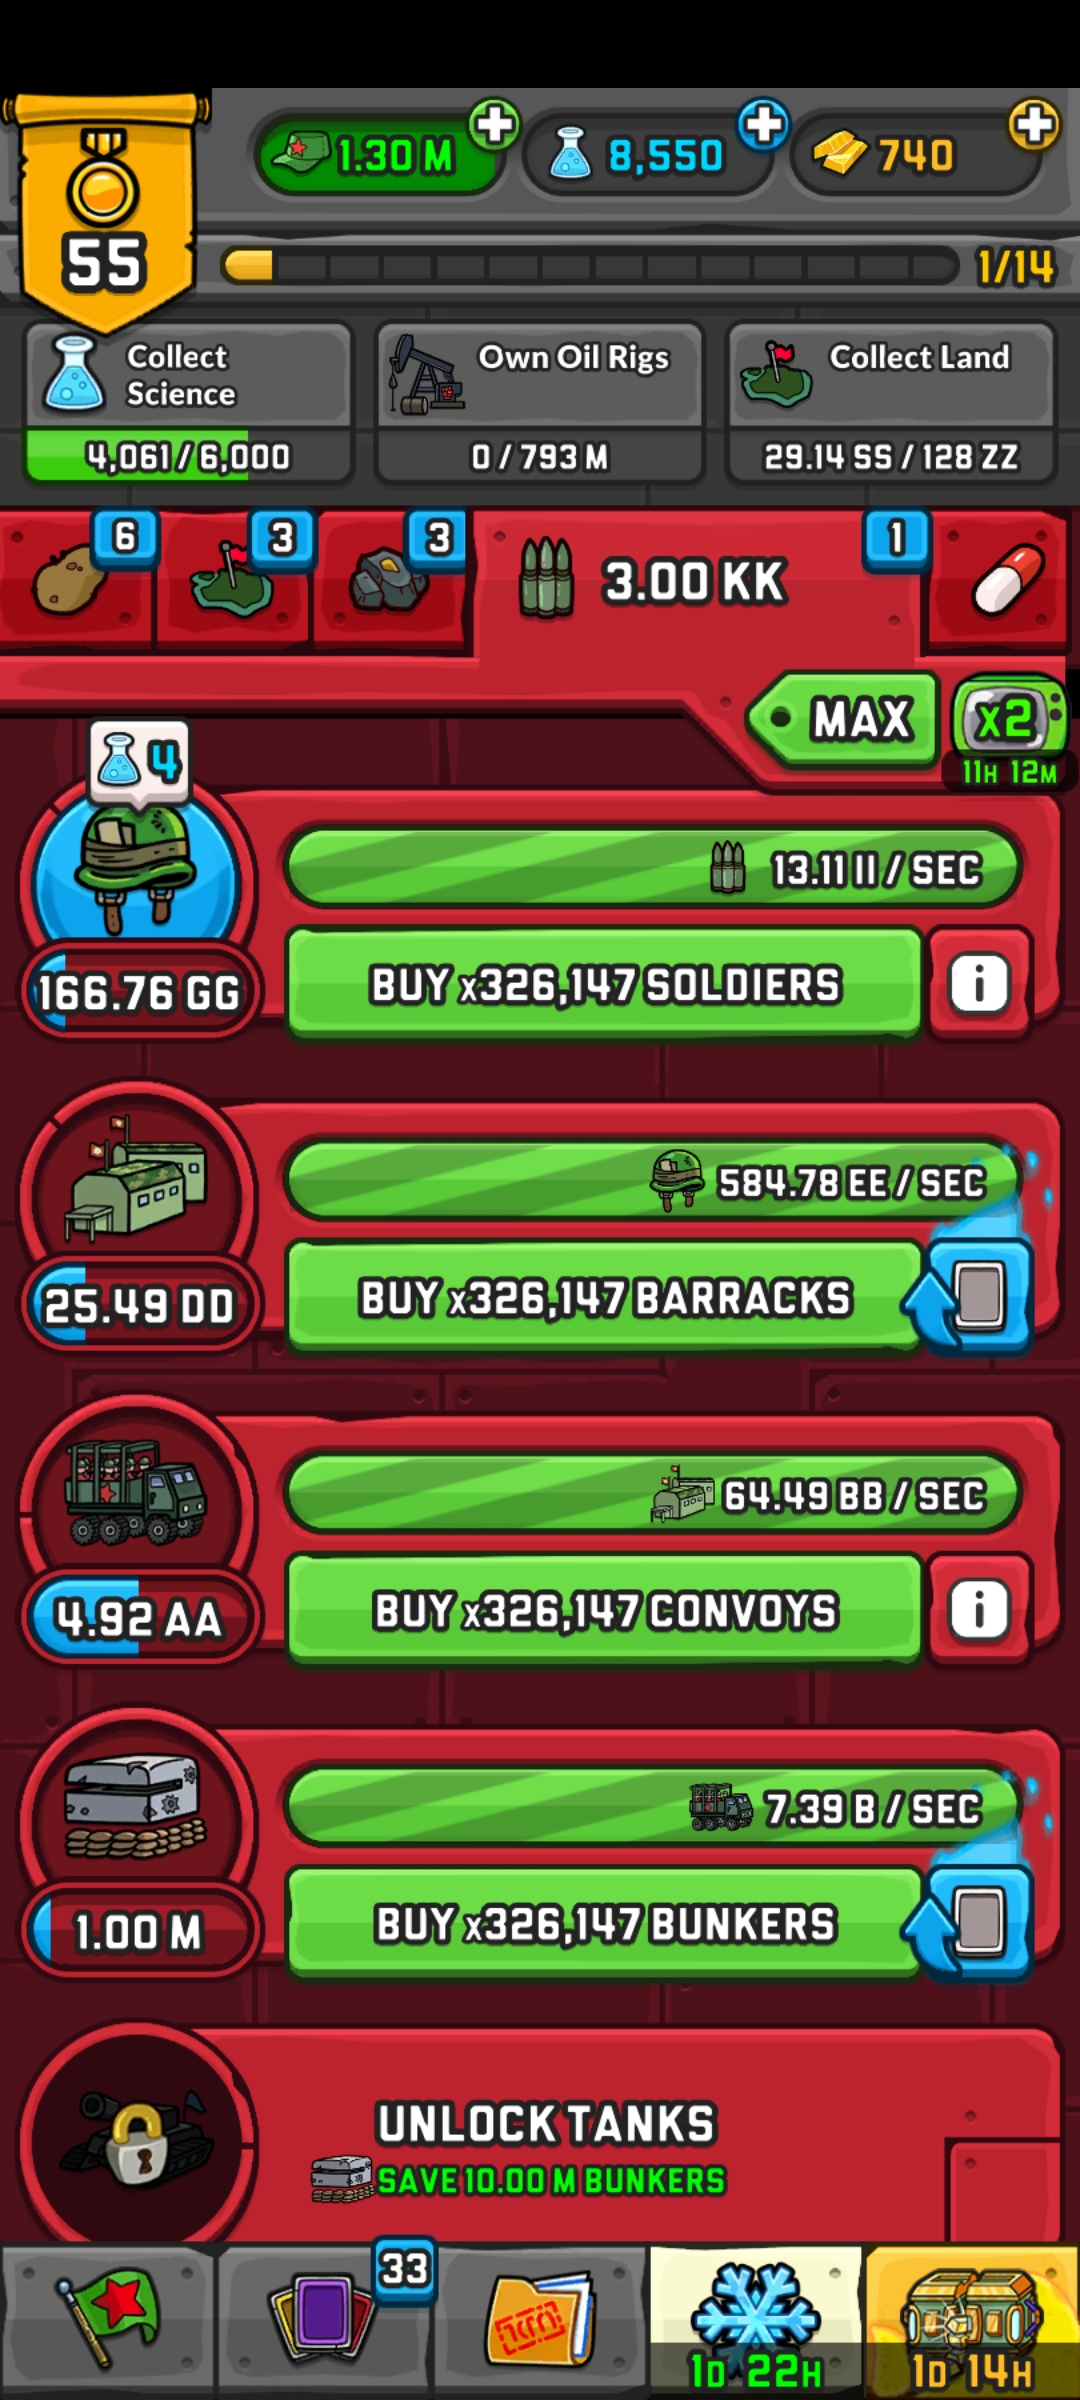 1.30 M
8,550
740
55
1/14
Collect
Science
4,061/6,000
Own Oil Rigs
0/793 M
Collect Land
29.14 SS/128 ZZ
6
3
3
3.00 KK
1
MAX
x2
11H 12M
4
13.11 II/SEC
166.76 GG
BUY x326,147 SOLDIERS
i
584.78 EE/SEC
25.49 DD
BUY x326,147 BARRACKS
64.49 BB/SEC
4.92 AA
BUY x326,147 CONVOYS
i
7.39 B/SEC
1.00 M
BUY x326,147 BUNKERS
UNLOCK TANKS
SAVE 10.00 M BUNKERS
33
1D 22H
1D 14H